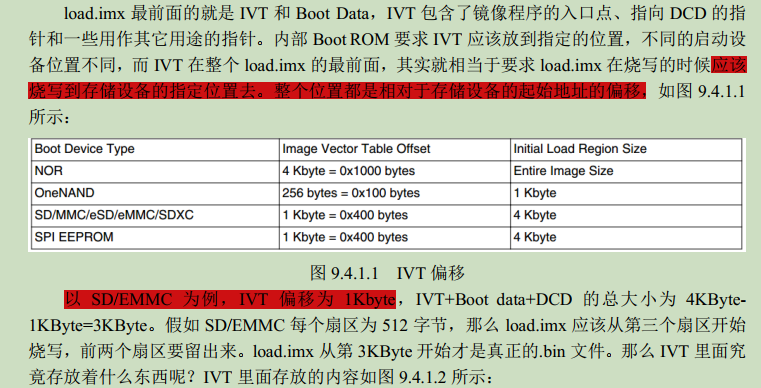 load.imx 最前面的就是 IVT 和 Boot Data，IVT 包含了镜像程序的入口点、指向 DCD 的指
针和一些用作其它用途的指针。内部 Boot ROM 要求 IVT 应该放到指定的位置，不同的启动设
备位置不同，而 IVT 在整个 load.imx 的最前面，其实就相当于要求 load.imx 在烧写的时候应该
烧写到存储设备的指定位置去。整个位置都是相对于存储设备的起始地址的偏移，如图 9.4.1.1
所示：
Boot Device Type Image Vector Table Offset Initial Load Region Size
NOR 4 Kbyte = 0x1000 bytes Entire Image Size
OneNAND 256 bytes = 0x100 bytes 1 Kbyte
SD/MMC/eSD/eMMC/SDXC 1 Kbyte = 0x400 bytes 4 Kbyte
SPI EEPROM 1 Kbyte = 0x400 bytes 4 Kbyte
图 9.4.1.1 IVT 偏移
以 SD/EMMC 为例，IVT 偏移为 1Kbyte，IVT+Boot data+DCD 的总大小为 4KByte-
1KByte=3KByte。假如 SD/EMMC 每个扇区为 512 字节，那么 load.imx 应该从第三个扇区开始
烧写，前两个扇区要留出来。load.imx 从第 3KByte 开始才是真正的.bin 文件。那么 IVT 里面究
竟存放着什么东西呢？IVT 里面存放的内容如图 9.4.1.2 所示：